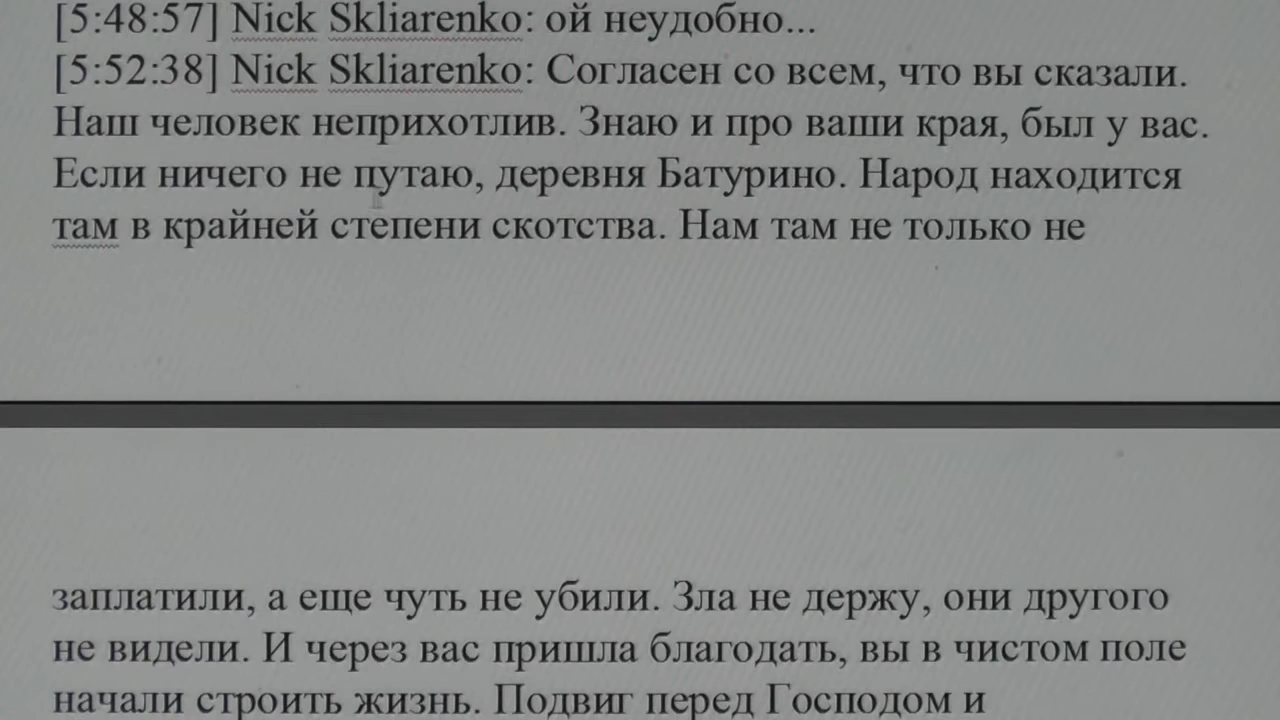 [5:48:57] Nick Skliarenko: ой неудобно...
[5:52:38] Nick Skliarenko: Согласен со всем, что вы сказали.
Наш человек неприхотлив. Знаю и про ваши края, был у вас.
Если ничего не путаю, деревня Батурино. Народ находится
там в крайней степени скотства. Нам там не только не
заплатили, а еще чуть не убили. Зла не держу, они другого
не видели. И через вас пришла благодать, вы в чистом поле
начали строить жизнь. Подвиг перед Господом и